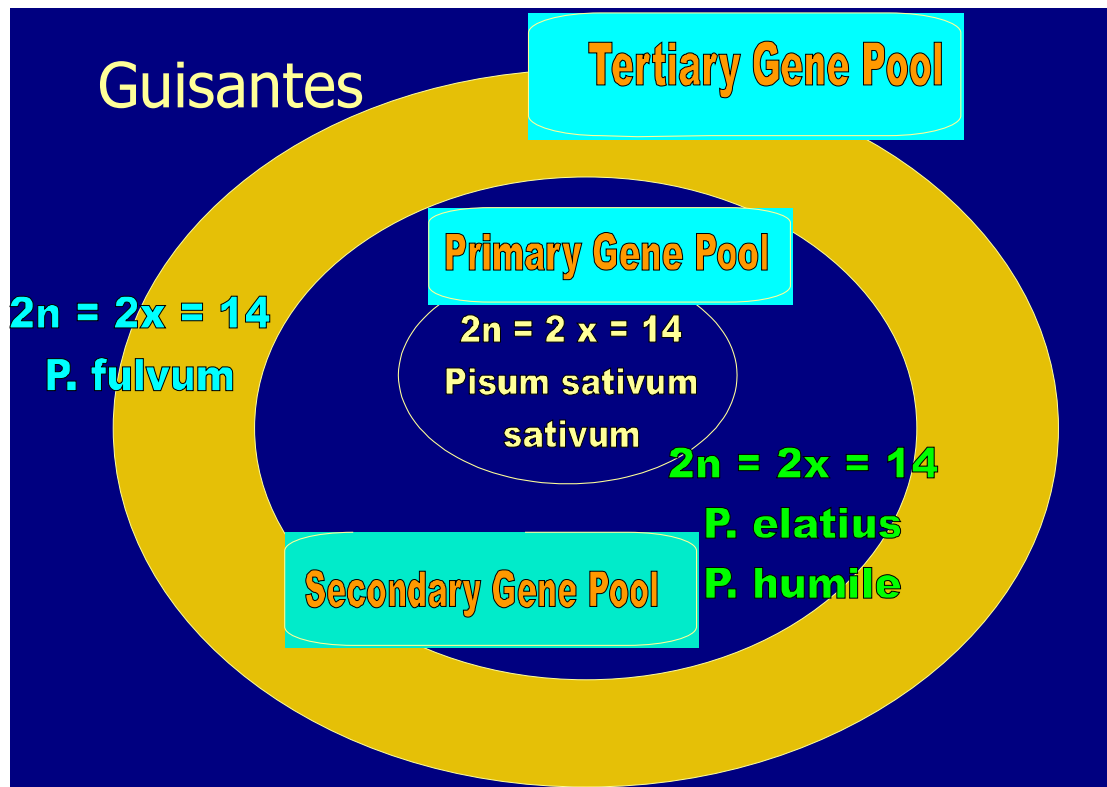 Guisantes
Tertiary Gene Pool
Primary Gene Pool
2n = 2x = 14
P. fulvum
2n = 2 x = 14
Pisum sativum
sativum
2n = 2x = 14
P. elatius
P. humile
Secondary Gene Pool